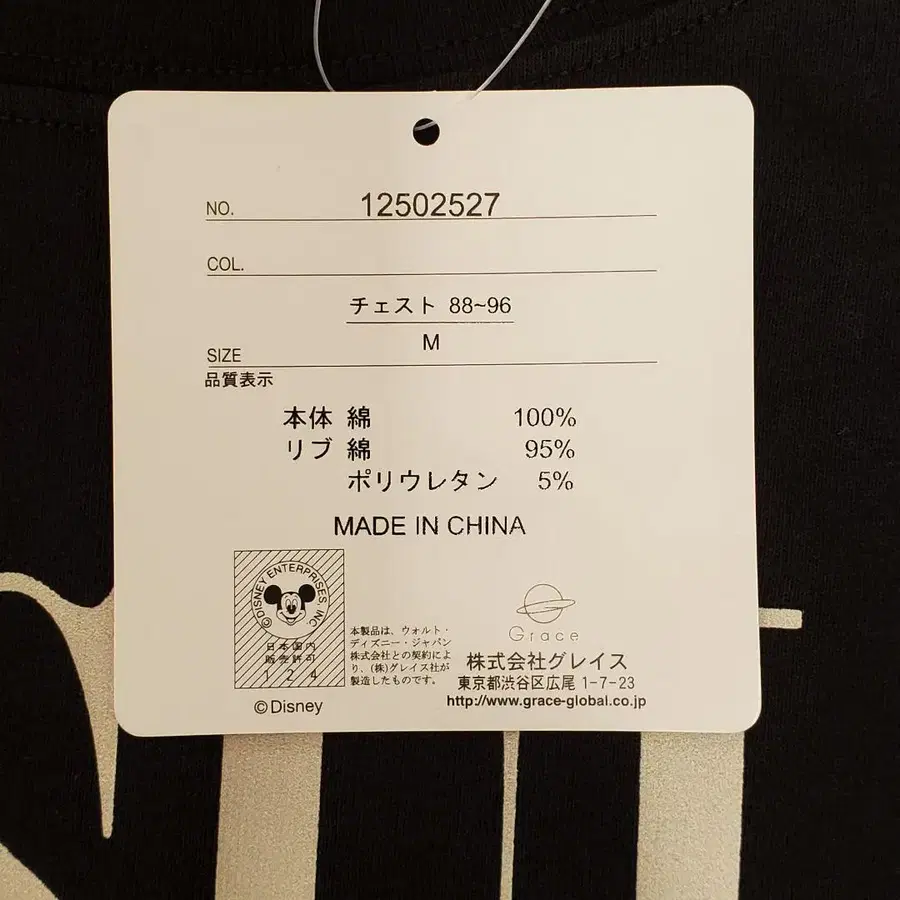 NO. 12502527
COL.
チェスト 88~96
M
SIZE
品質表示
本体 綿 100%
リブ 綿 95%
ポリウレタン 5%
MADE IN CHINA
©DISNEY ENTERPRISES, INC
日本国内
販売許可
1 2 4
©Disney
本製品は、ウォルト・
ディズニー・ジャパン
株式会社との契約によ
り、(株)グレイス社が
製造したものです。
Grace
株式会社グレイス
東京都渋谷区広尾 1-7-23
http://www.grace-global.co.jp